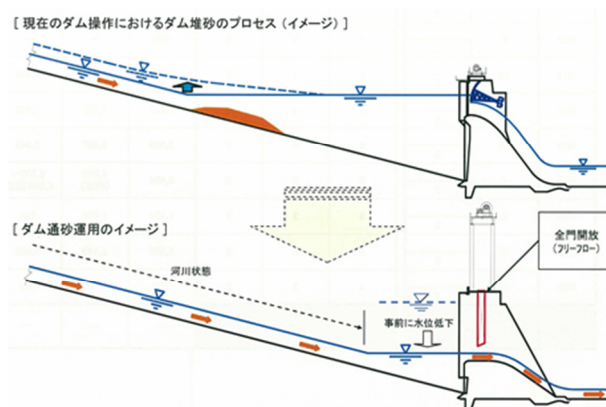 [ 現在のダム操作におけるダム堆砂のプロセス (イメージ) ]
[ ダム通砂運用のイメージ ]
河川状態
事前に水位低下
全門開放
(フリーフロー)